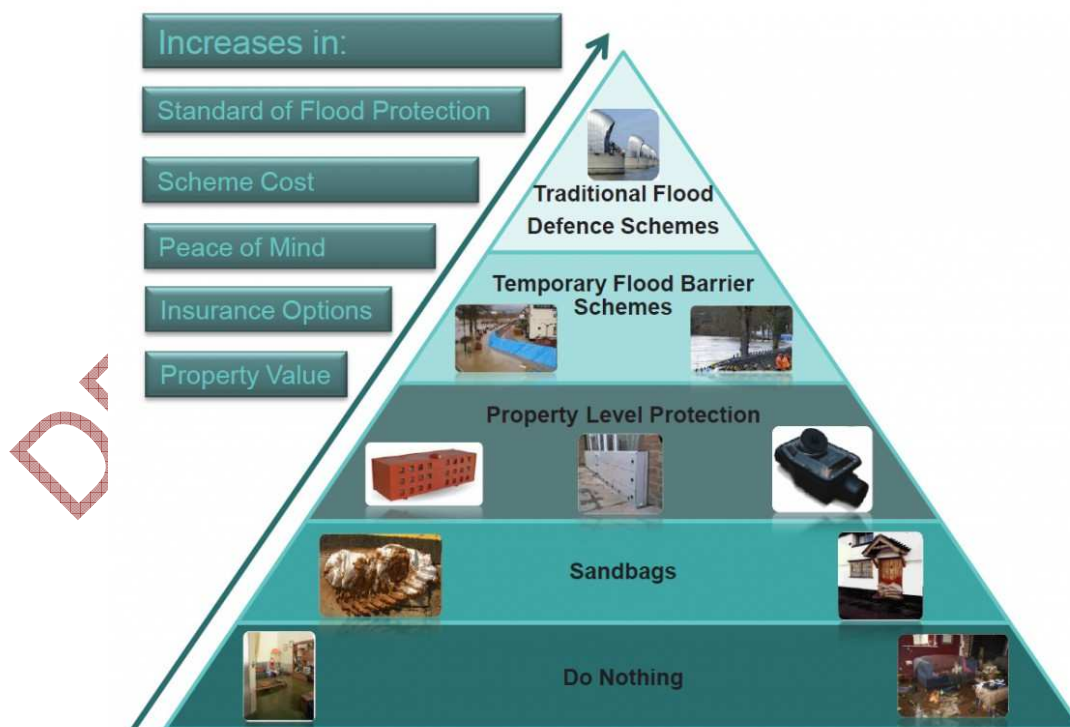 Increases in:
Standard of Flood Protection
Scheme Cost
Peace of Mind
Insurance Options
Property Value
Traditional Flood
Defence Schemes
Temporary Flood Barrier
Schemes
Property Level Protection
Sandbags
Do Nothing